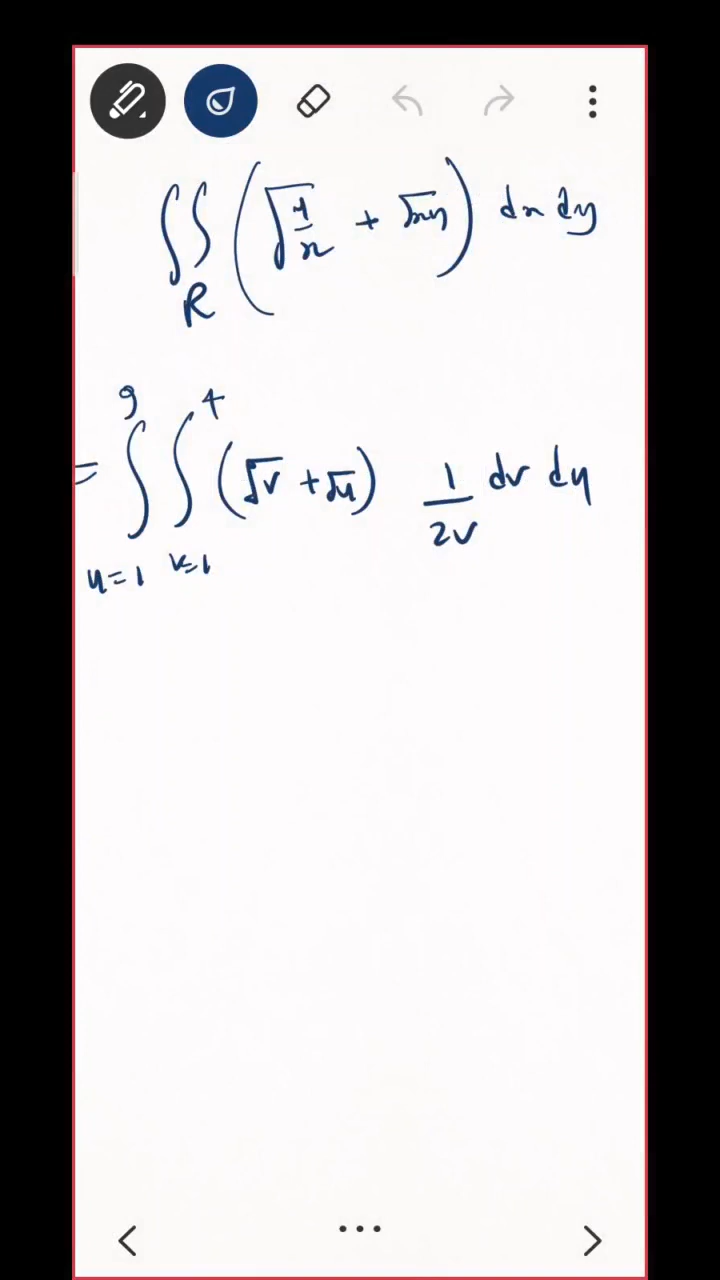 ∬_R (√(y/x) + √xy) dx dy
= ∫_{u=1}^{9} ∫_{v=1}^{4} (√v + √u) 1/2v dv du